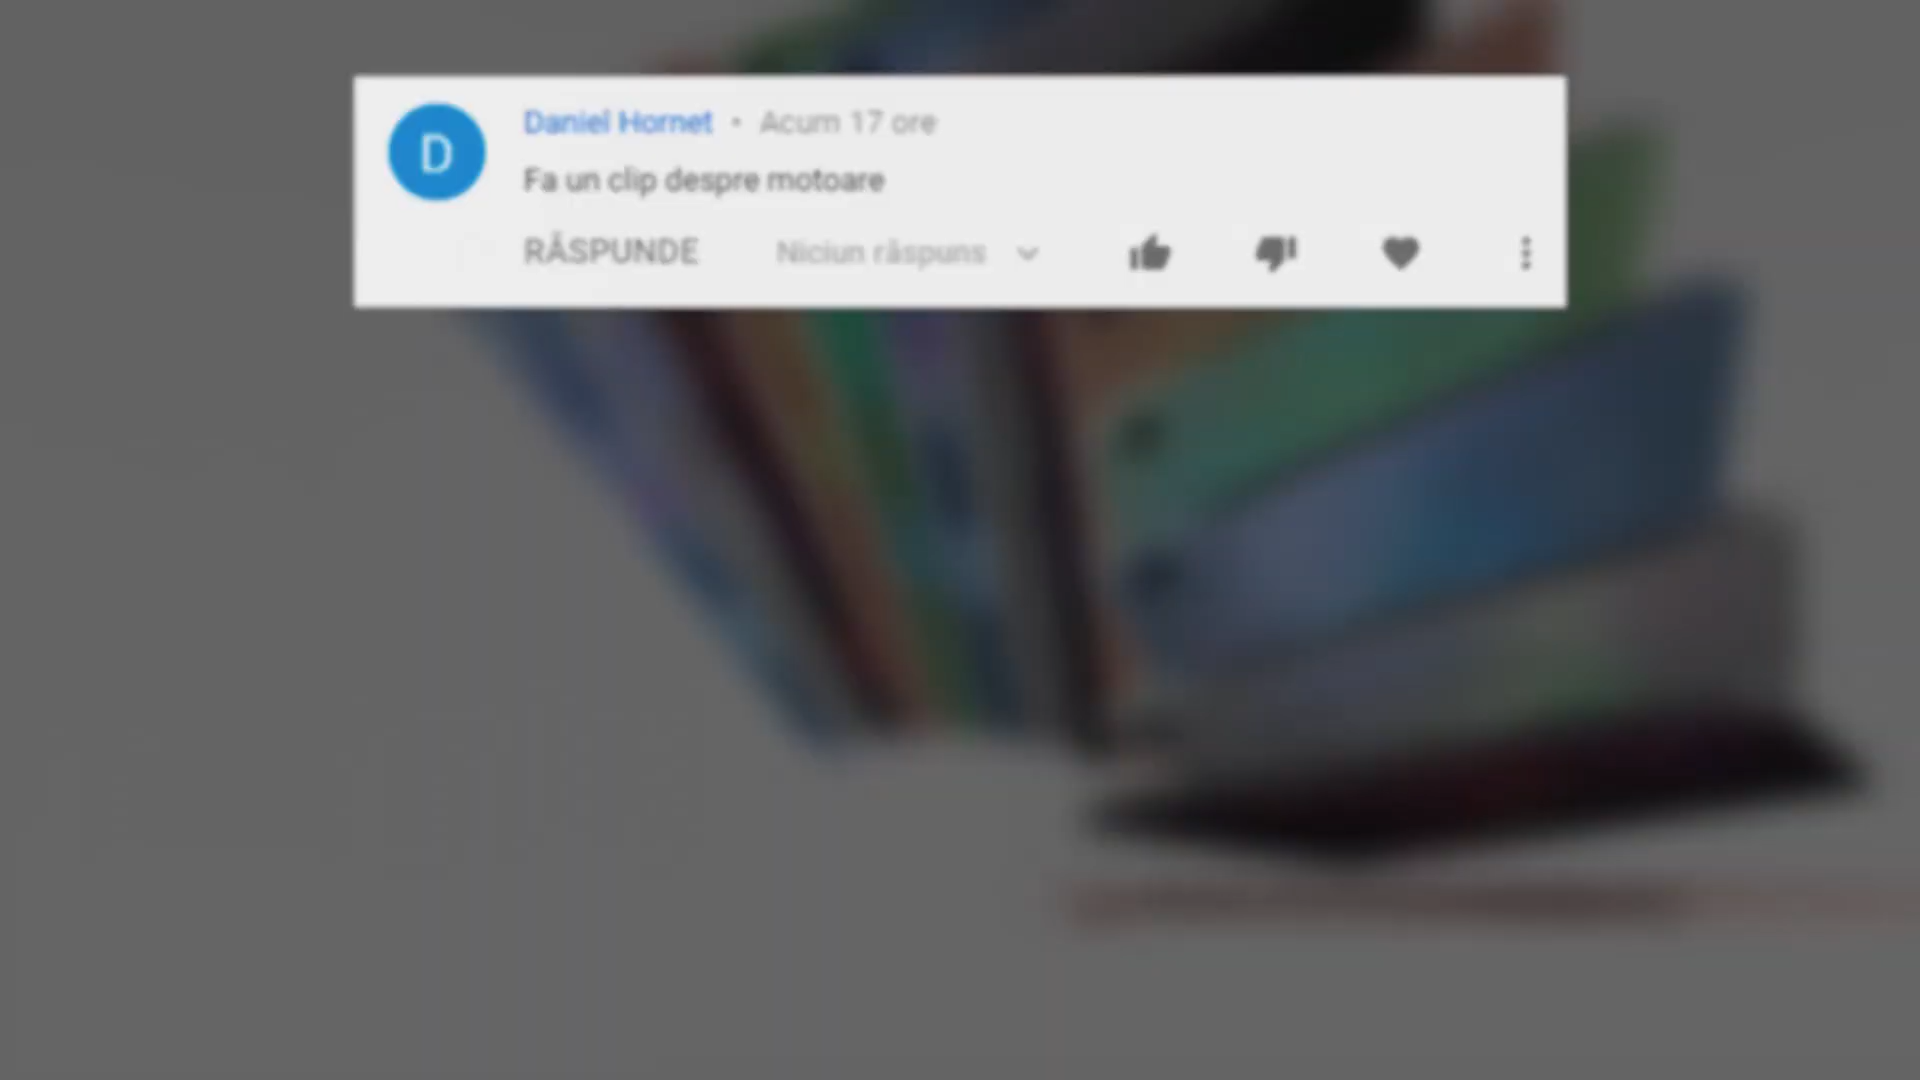 D
Daniel Hornet • Acum 17 ore
Fa un clip despre motoare
RĂSPUNDE Niciun răspuns